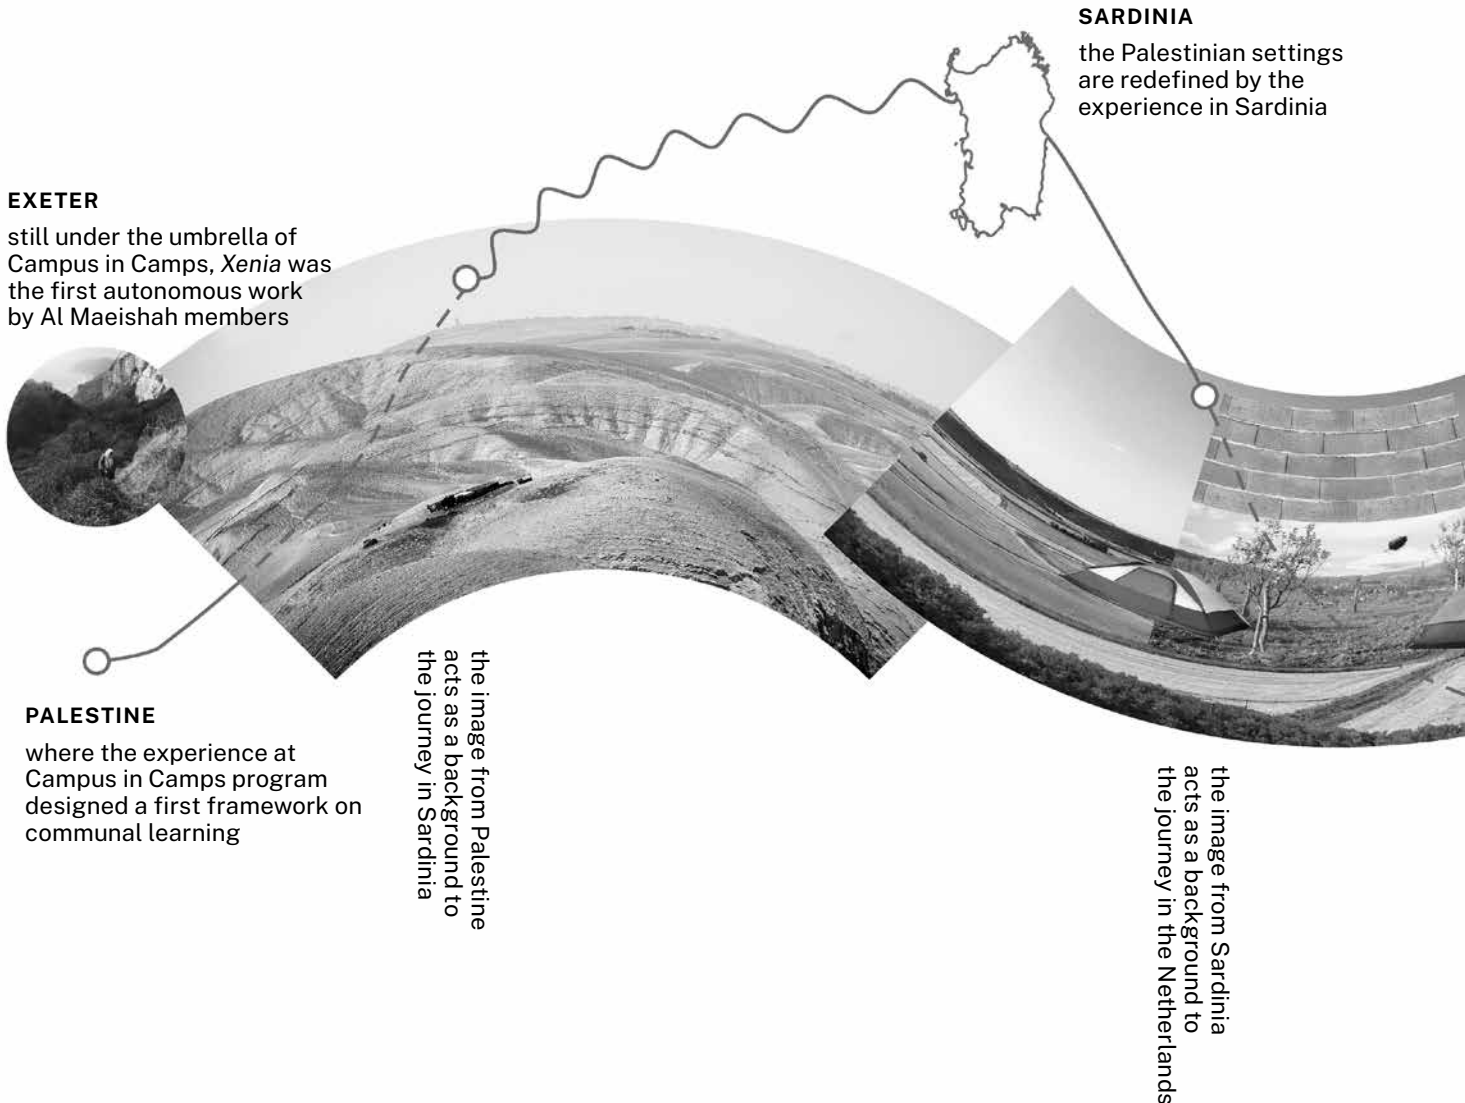 SARDINIA
the Palestinian settings
are redefined by the
experience in Sardinia
EXETER
still under the umbrella of
Campus in Camps, Xenia was
the first autonomous work
by Al Maeishah members
PALESTINE
where the experience at
Campus in Camps program
designed a first framework on
communal learning
the image from Palestine
acts as a background to
the journey in Sardinia
the image from Sardinia
acts as a background to
the journey in the Netherlands